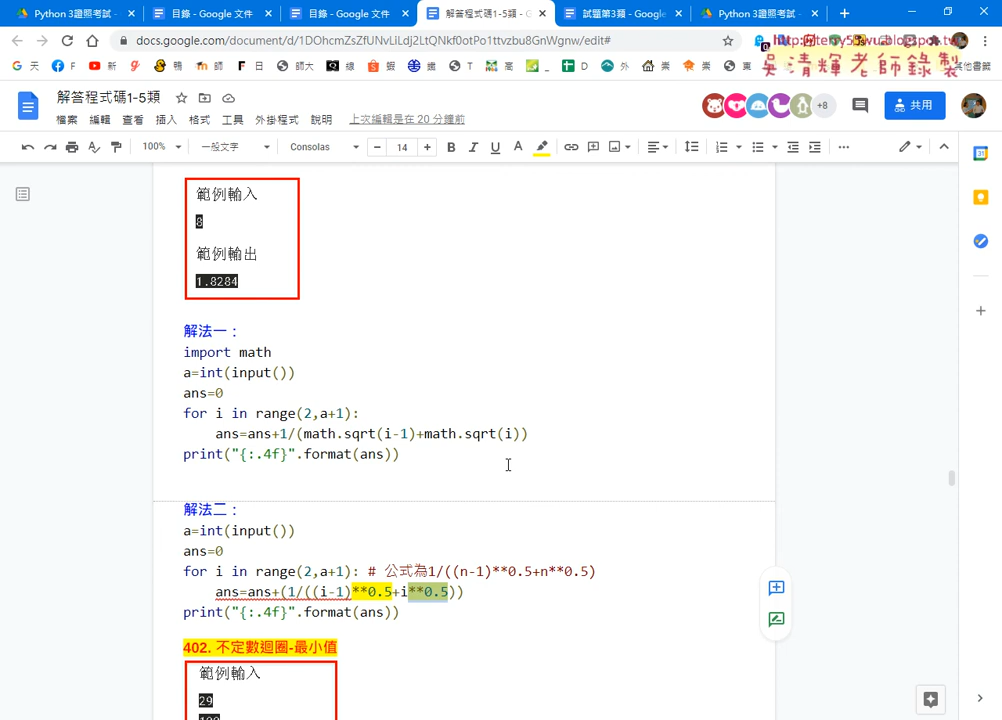 Python 3證照考試 -
目錄 - Google 文件
目錄 - Google 文件
解答程式碼1-5類 - G
試題第3類 - Google
Python 3證照考試 -
docs.google.com/document/d/1DOhcmZsZfUNvLiLdj2LtQNkf0otPo1ttvzbu8GnWgnw/edit#
吳清輝老師錄製
解答程式碼1-5類
+8
共用
檔案 編輯 查看 插入 格式 工具 外掛程式 說明 上次編輯是在 20 分鐘前
100% 一般文字 Consolas 14
範例輸入
8
範例輸出
1.8284
解法一：
import math
a=int(input())
ans=0
for i in range(2,a+1):
ans=ans+1/(math.sqrt(i-1)+math.sqrt(i))
print("{:.4f}".format(ans))
解法二：
a=int(input())
ans=0
for i in range(2,a+1): # 公式為1/((n-1)**0.5+n**0.5)
ans=ans+(1/((i-1)**0.5+i**0.5))
print("{:.4f}".format(ans))
402. 不定數迴圈-最小值
範例輸入
29